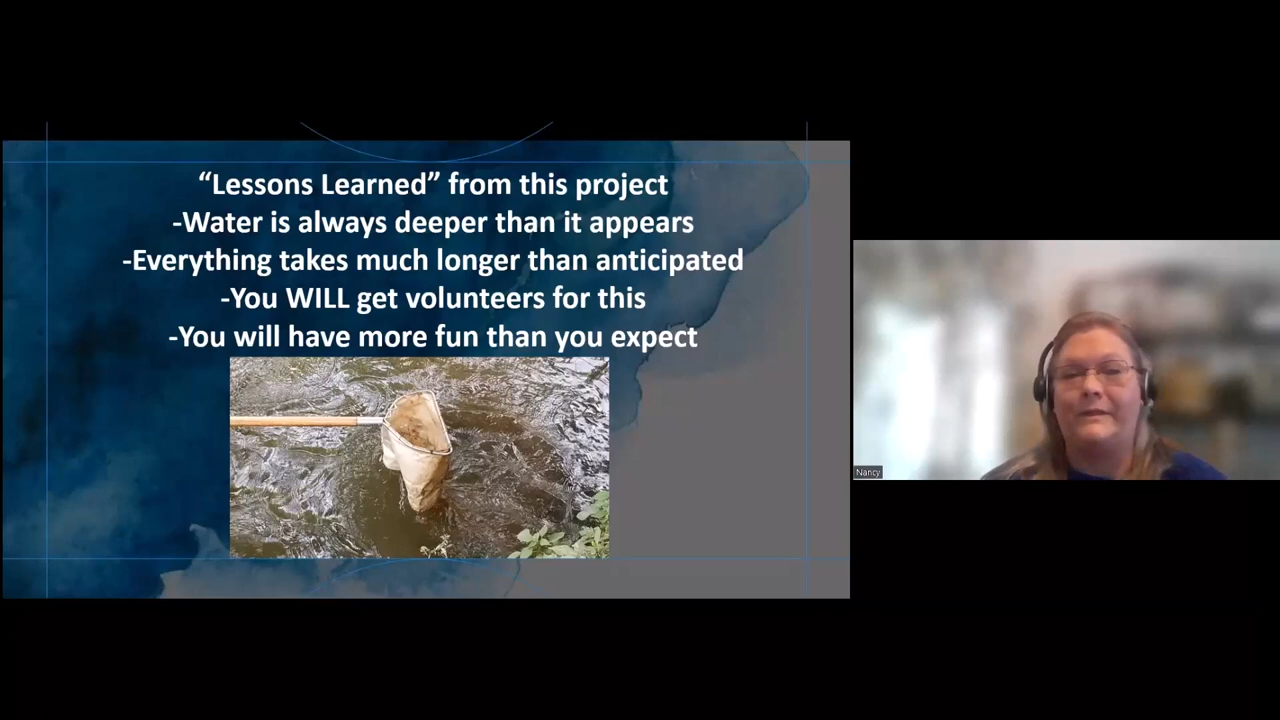 “Lessons Learned” from this project
-Water is always deeper than it appears
-Everything takes much longer than anticipated
-You WILL get volunteers for this
-You will have more fun than you expect
Nancy